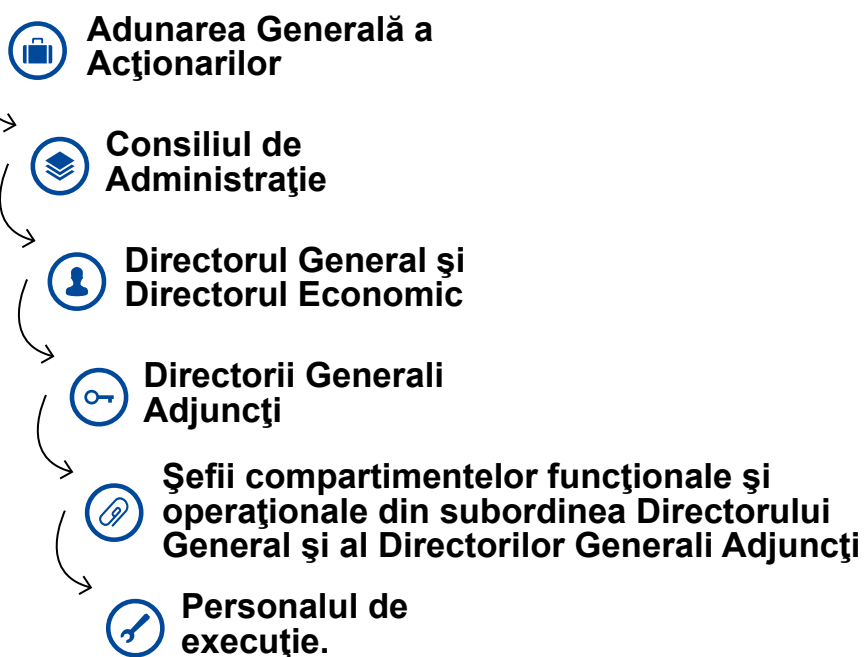 Adunarea Generală a
Acţionarilor
Consiliul de
Administraţie
Directorul General şi
Directorul Economic
Directorii Generali
Adjuncţi
Şefii compartimentelor funcţionale şi
operaţionale din subordinea Directorului
General şi al Directorilor Generali Adjuncţi
Personalul de
execuţie.